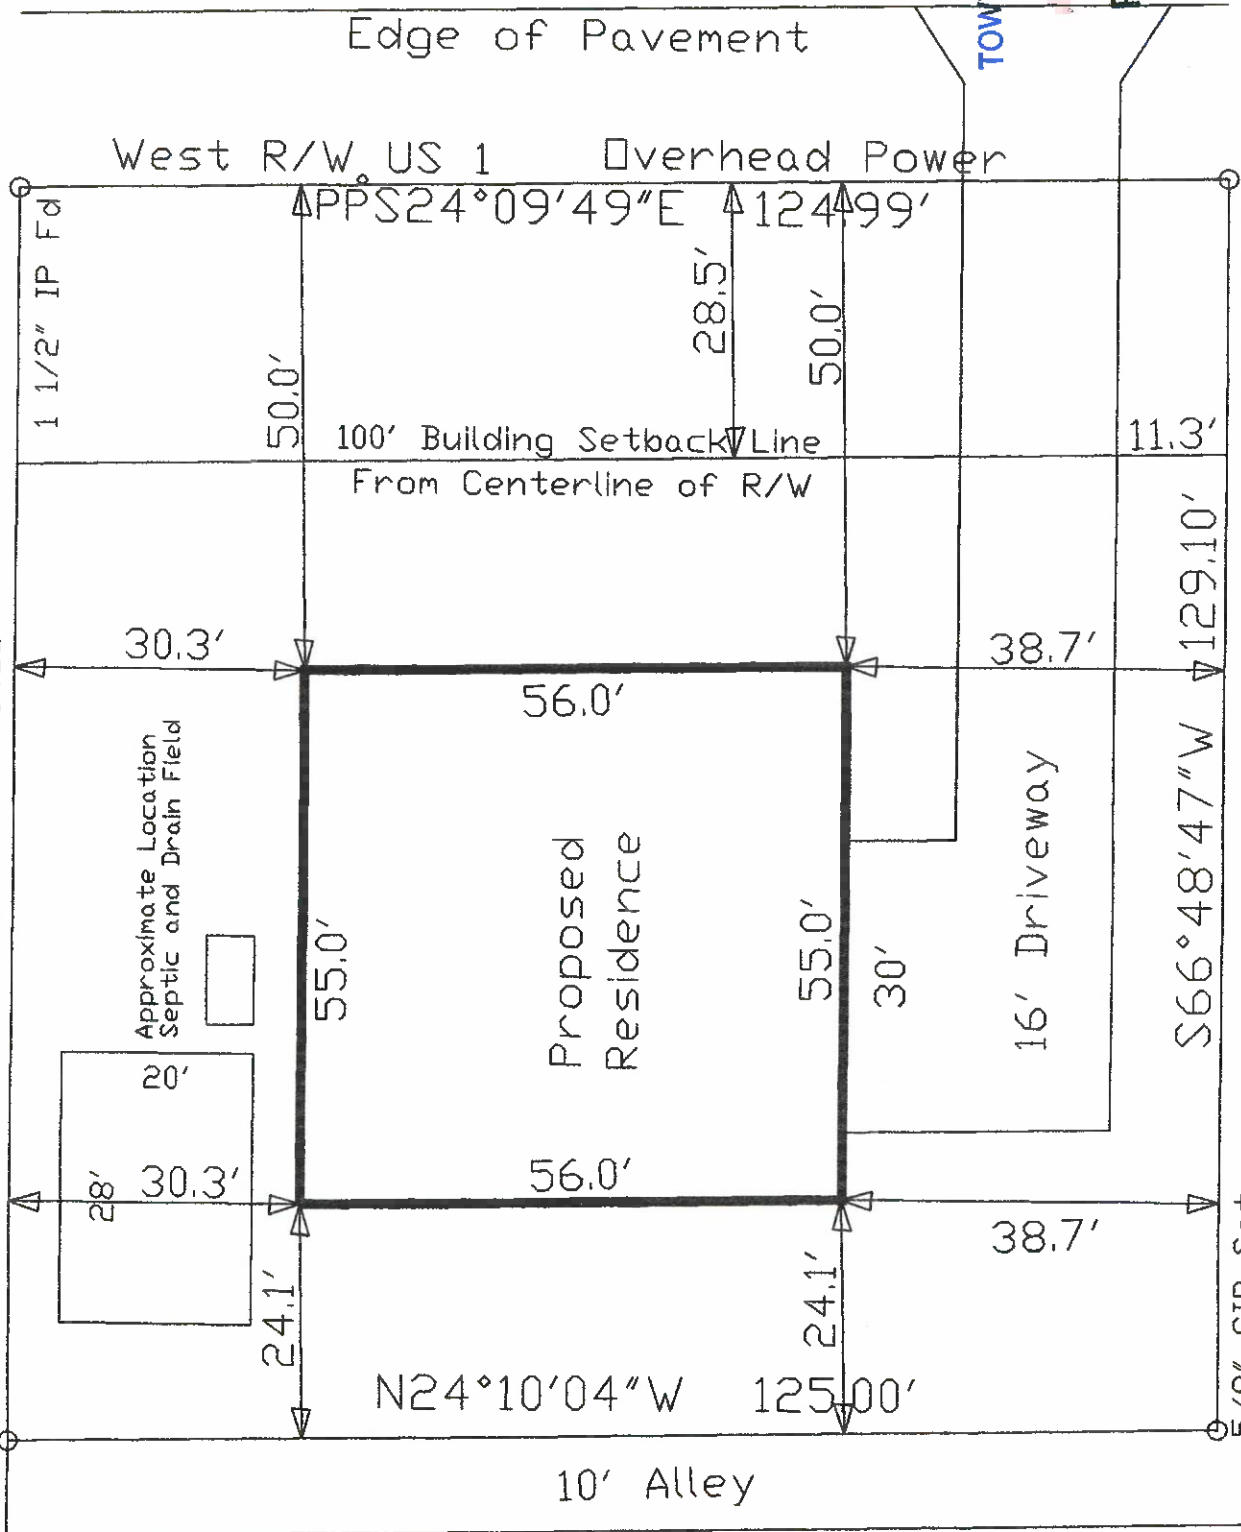 TOW
Edge of Pavement
West R/W US 1
Overhead Power
PPS24°09'49"E
124.99'
1 1/2" IP Fd
50.0'
28.5'
50.0'
100' Building Setback Line
From Centerline of R/W
11.3'
S66°48'47"W 129.10'
30.3'
56.0'
38.7'
Approximate Location
Septic and Drain Field
55.0'
Proposed
Residence
55.0'
30'
16' Driveway
20'
28'
30.3'
56.0'
38.7'
24.1'
24.1'
N24°10'04"W
125.00'
10' Alley